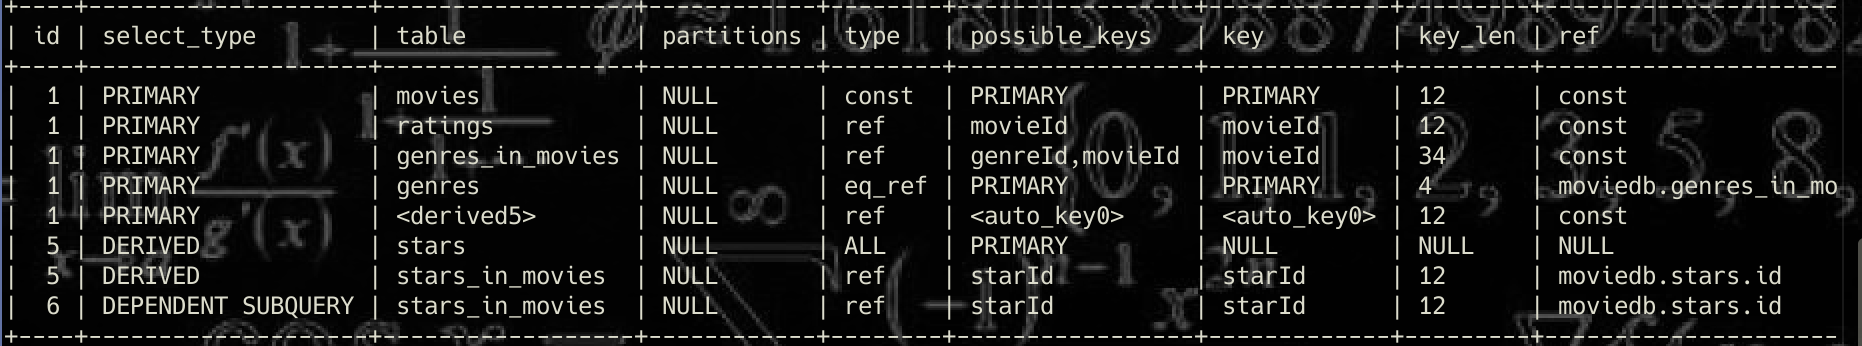 +----+--------------------+------------------+------------+--------+-----------------+-------------+---------+--------------------
| id | select_type | table | partitions | type | possible_keys | key | key_len | ref
+----+--------------------+------------------+------------+--------+-----------------+-------------+---------+--------------------
| 1 | PRIMARY | movies | NULL | const | PRIMARY | PRIMARY | 12 | const
| 1 | PRIMARY | ratings | NULL | ref | movieId | movieId | 12 | const
| 1 | PRIMARY | genres_in_movies | NULL | ref | genreId,movieId | movieId | 34 | const
| 1 | PRIMARY | genres | NULL | eq_ref | PRIMARY | PRIMARY | 4 | moviedb.genres_in_mo
| 1 | PRIMARY | <derived5> | NULL | ref | <auto_key0> | <auto_key0> | 12 | const
| 5 | DERIVED | stars | NULL | ALL | PRIMARY | NULL | NULL | NULL
| 5 | DERIVED | stars_in_movies | NULL | ref | starId | starId | 12 | moviedb.stars.id
| 6 | DEPENDENT SUBQUERY | stars_in_movies | NULL | ref | starId | starId | 12 | moviedb.stars.id
+----+--------------------+------------------+------------+--------+-----------------+-------------+---------+--------------------